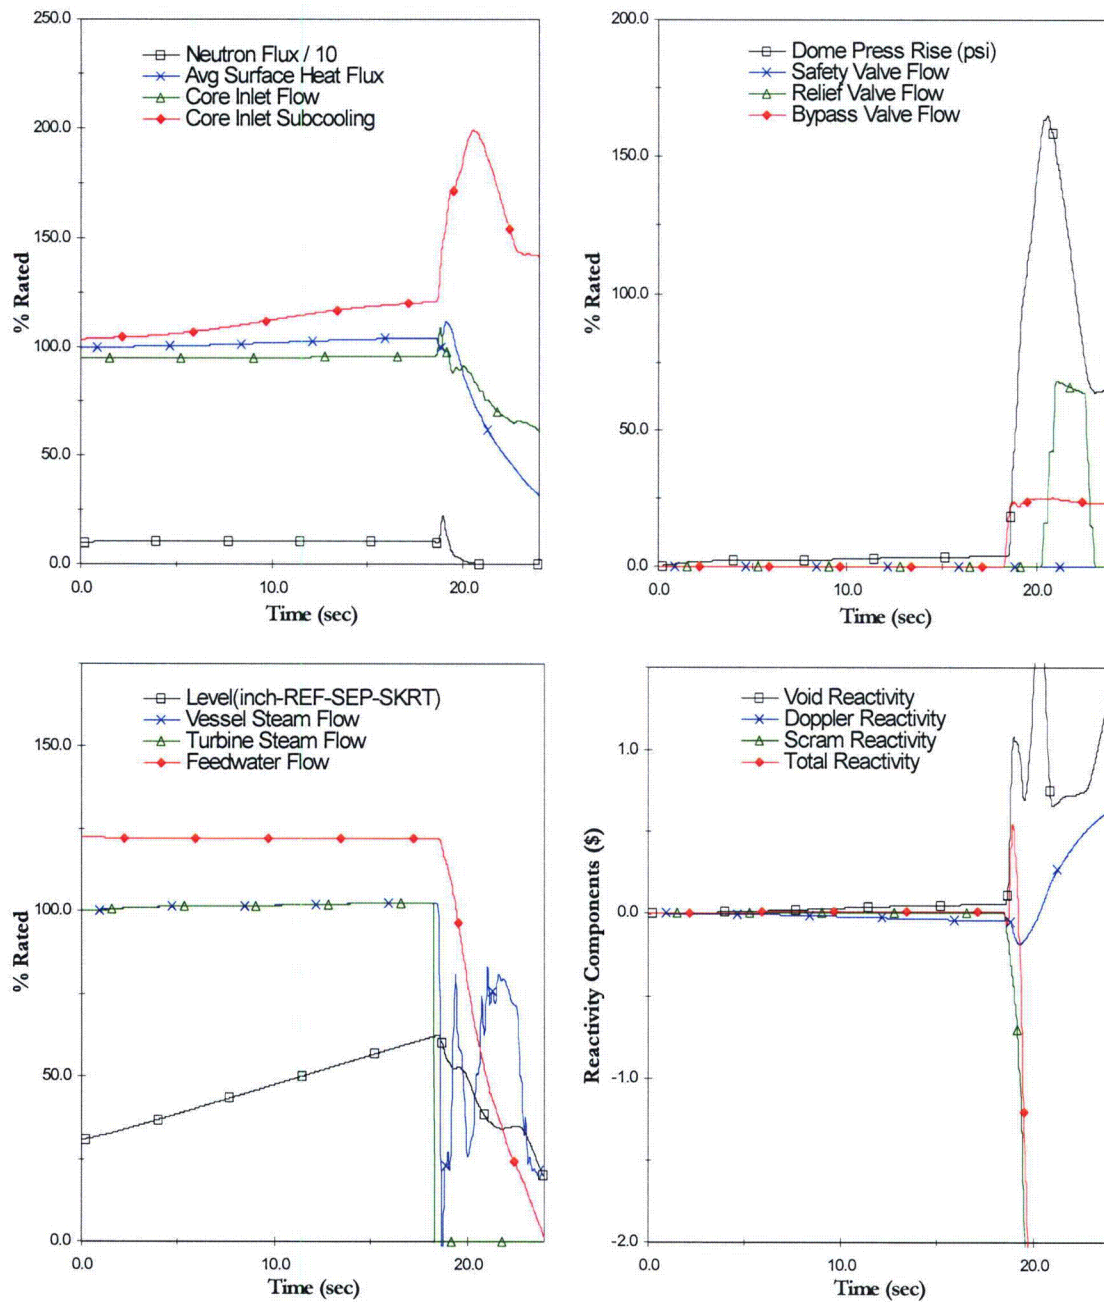 250.0
Neutron Flux / 10
Avg Surface Heat Flux
Core Inlet Flow
Core Inlet Subcooling
200.0
150.0
% Rated
100.0
50.0
0.0
0.0
10.0
20.0
Time (sec)
200.0
Dome Press Rise (psi)
Safety Valve Flow
Relief Valve Flow
Bypass Valve Flow
150.0
% Rated
100.0
50.0
0.0
0.0
10.0
20.0
Time (sec)
Level(inch-REF-SEP-SKRT)
Vessel Steam Flow
Turbine Steam Flow
Feedwater Flow
150.0
% Rated
100.0
50.0
0.0
0.0
10.0
20.0
Time (sec)
Void Reactivity
Doppler Reactivity
Scram Reactivity
Total Reactivity
1.0
Reactivity Components ($)
0.0
-1.0
-2.0
0.0
10.0
20.0
Time (sec)